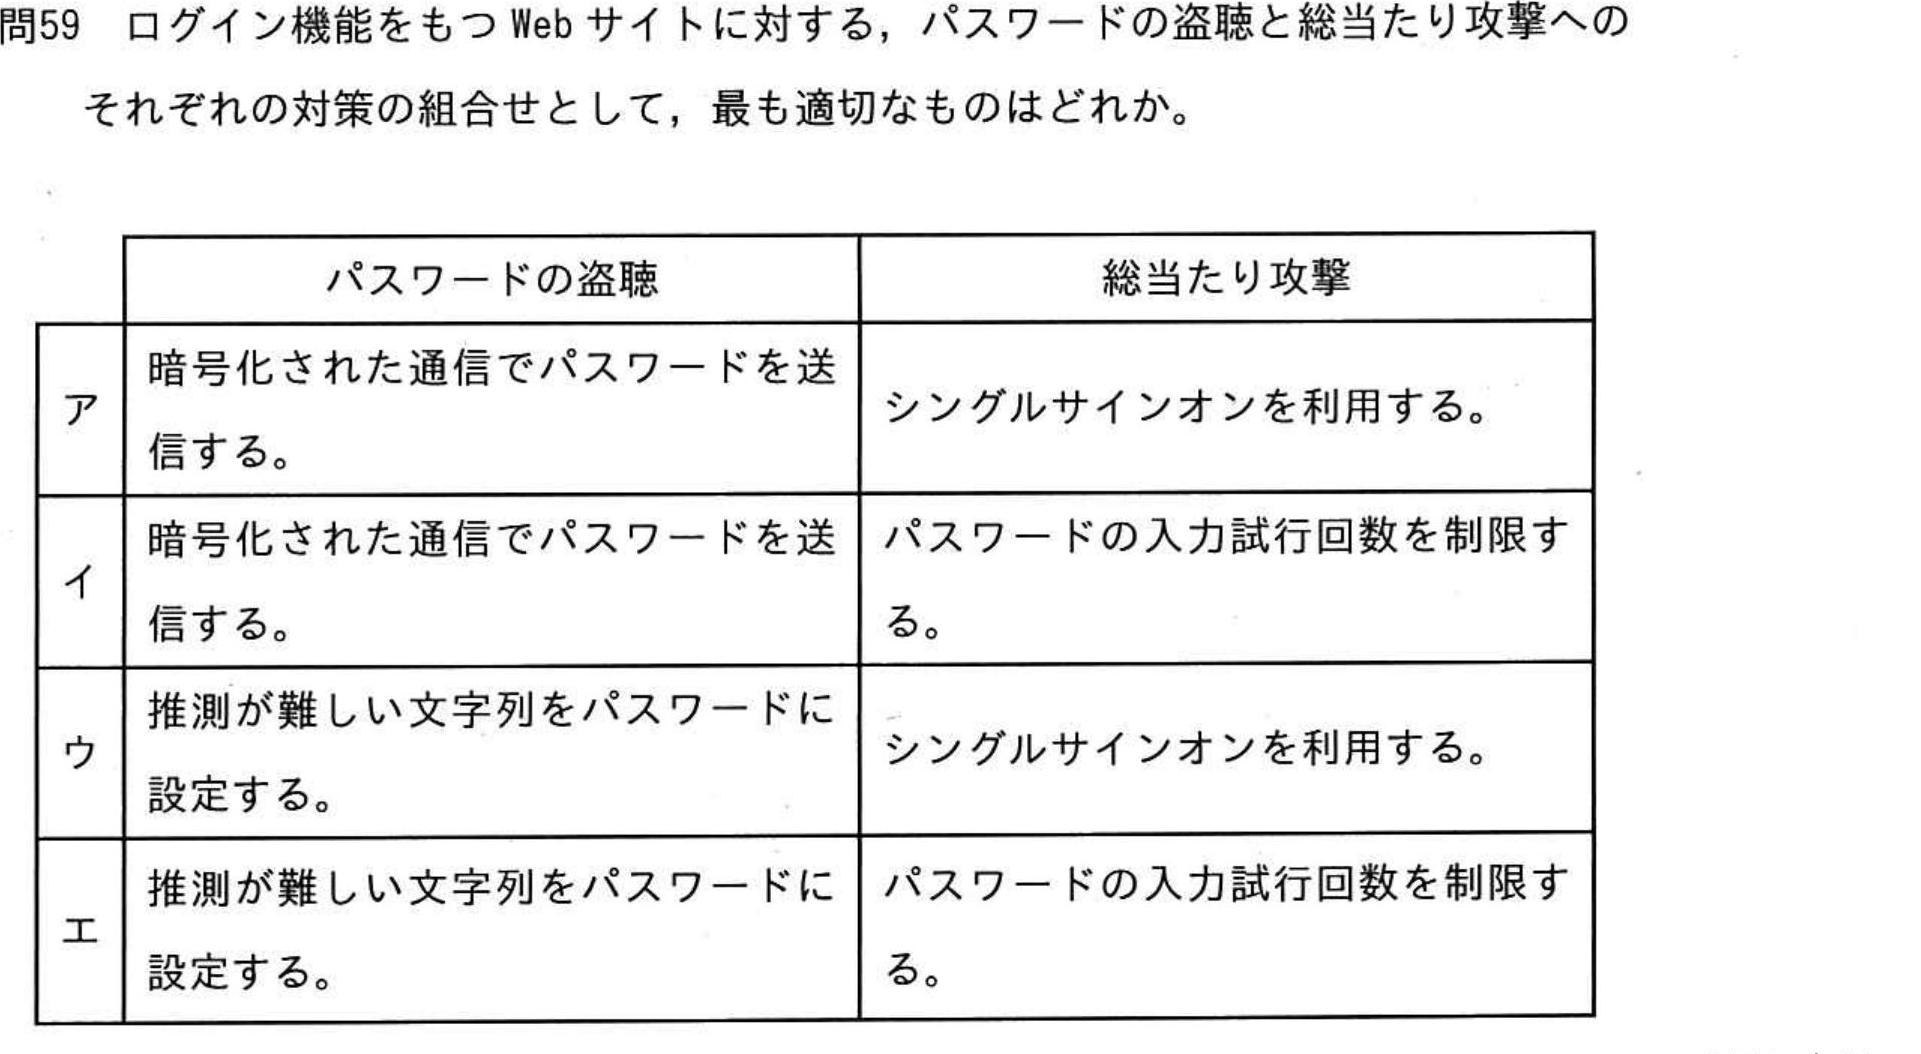 問59 ログイン機能をもつ Web サイトに対する，パスワードの盗聴と総当たり攻撃への
それぞれの対策の組合せとして，最も適切なものはどれか。
パスワードの盗聴 総当たり攻撃
ア
暗号化された通信でパスワードを送
信する。
シングルサインオンを利用する。
イ
暗号化された通信でパスワードを送
信する。
パスワードの入力試行回数を制限す
る。
ウ
推測が難しい文字列をパスワードに
設定する。
シングルサインオンを利用する。
エ
推測が難しい文字列をパスワードに
設定する。
パスワードの入力試行回数を制限す
る。